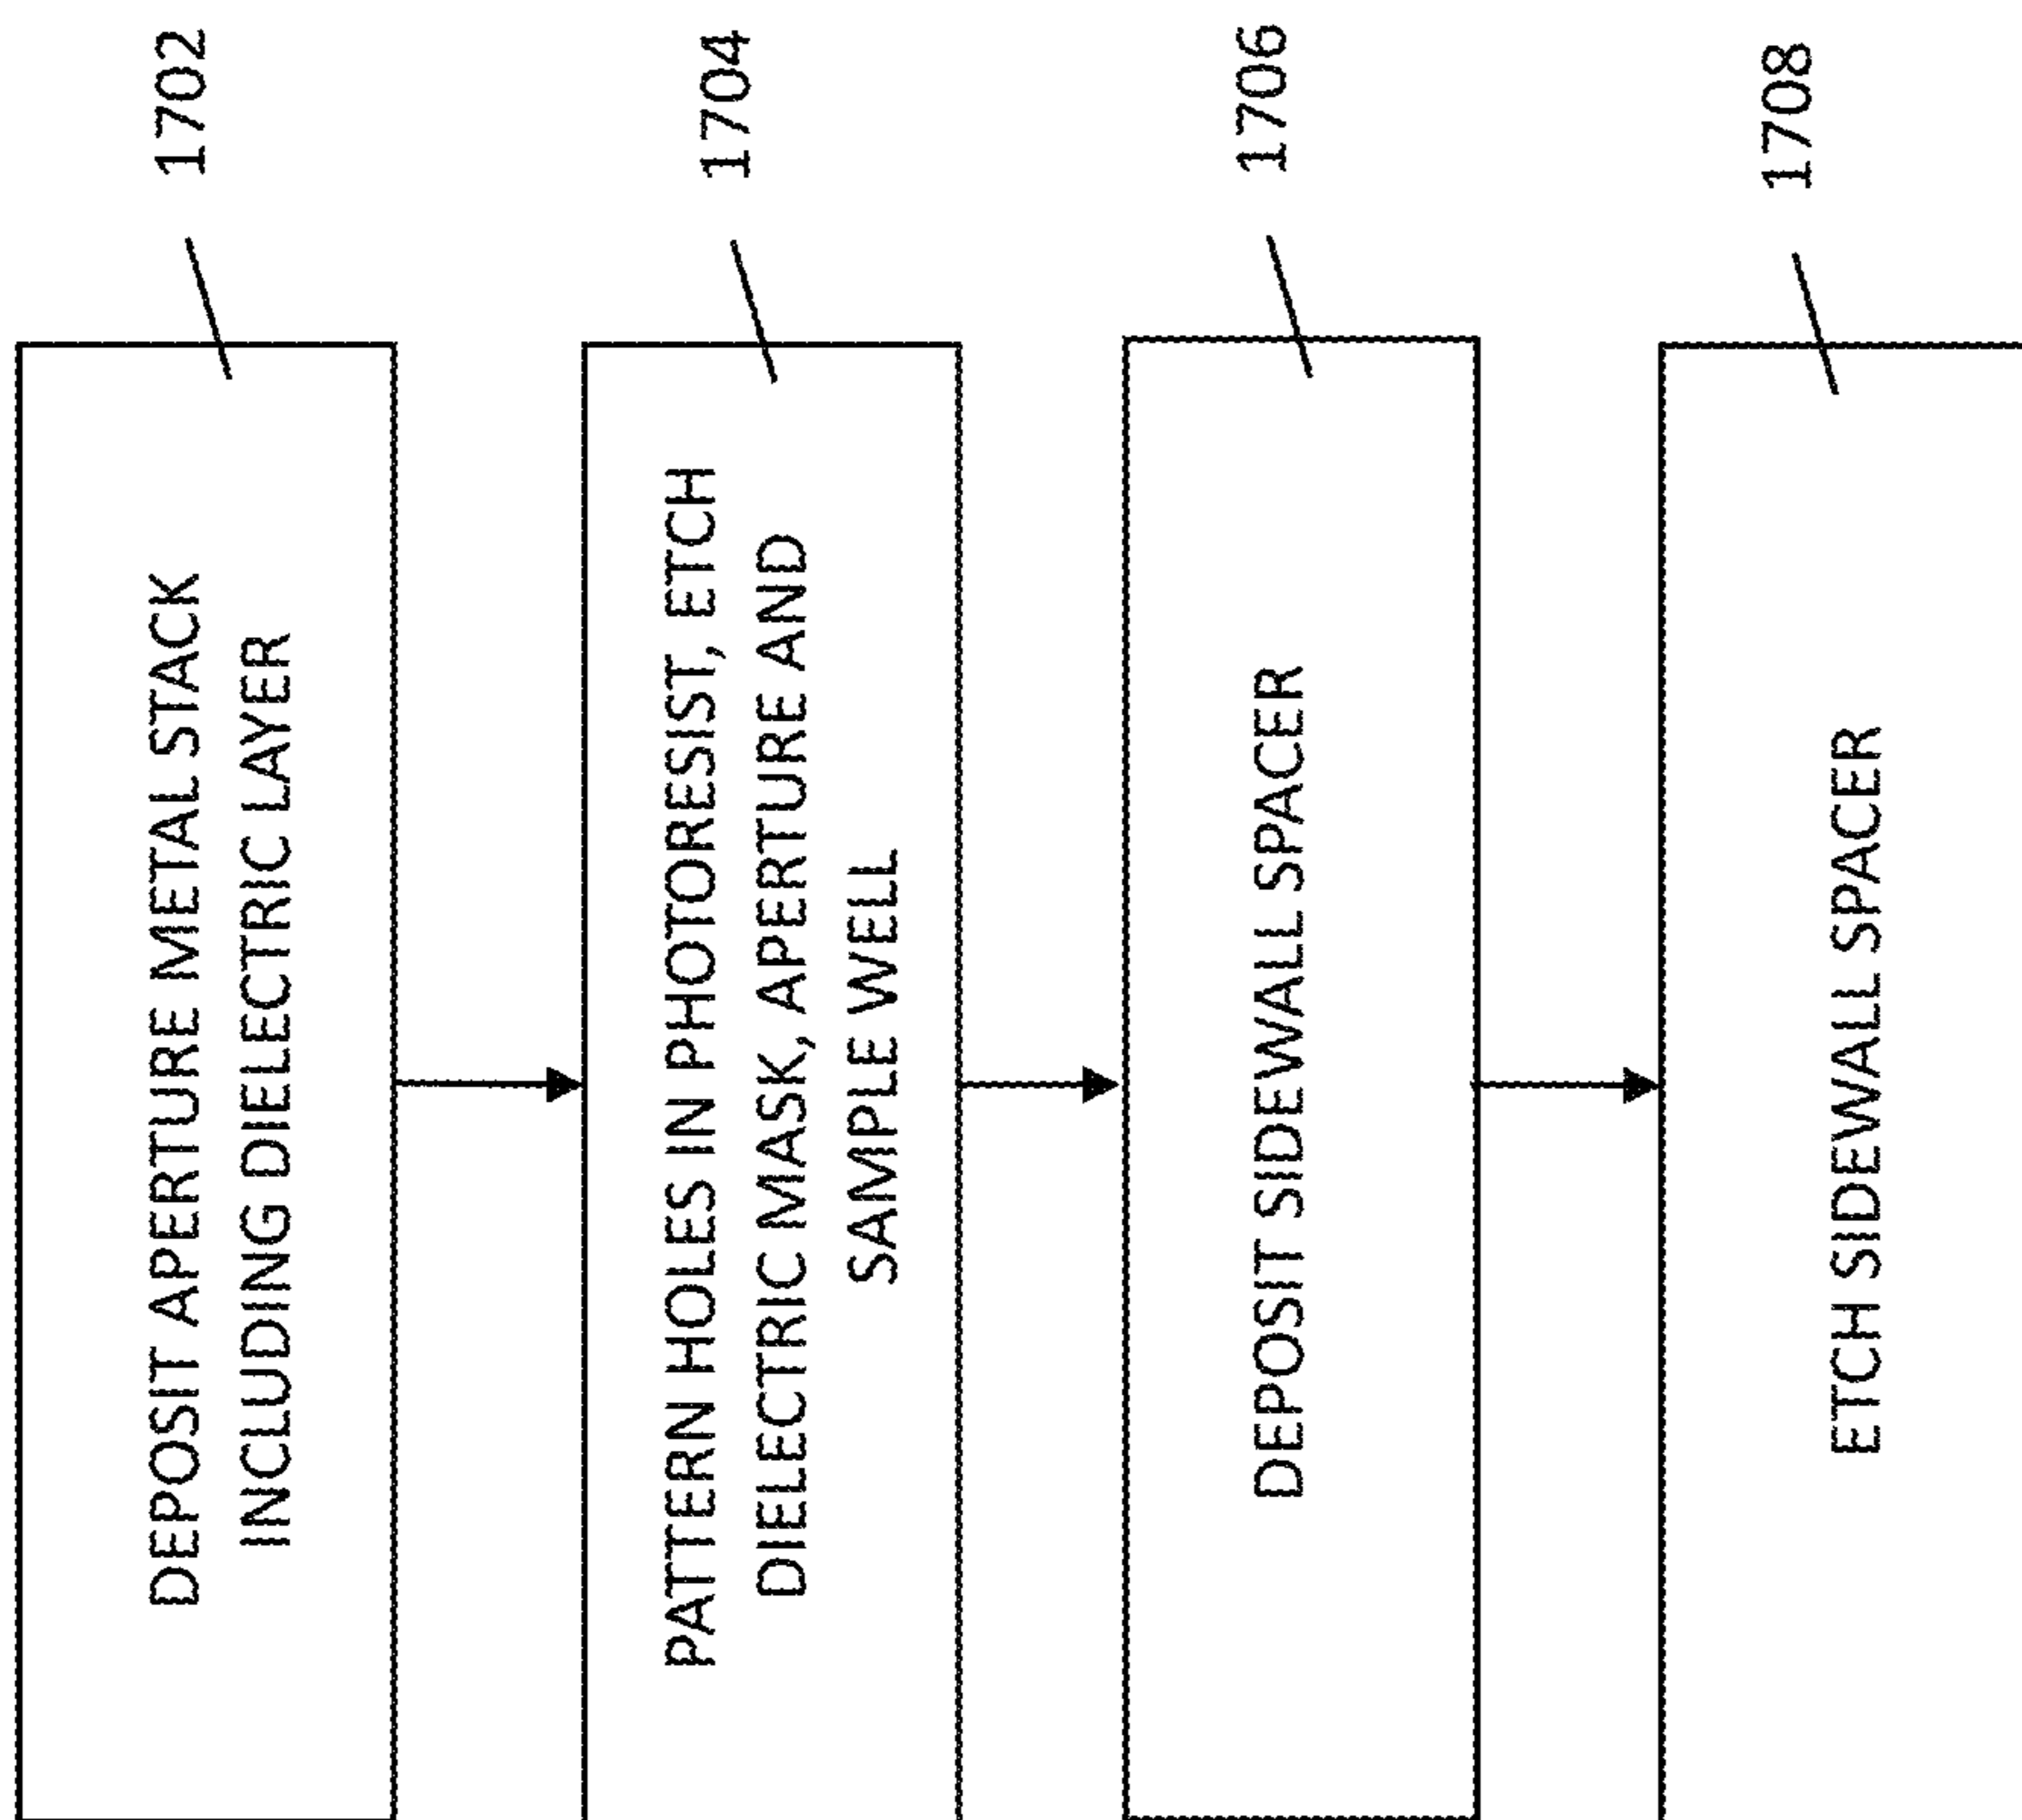 DEPOSIT APERTURE METAL STACK
INCLUDING DIELECTRIC LAYER
1702
PATTERN HOLES IN PHOTORESIST, ETCH
DIELECTRIC MASK, APERTURE AND
SAMPLE WELL
1704
DEPOSIT SIDEWALL SPACER
1706
ETCH SIDEWALL SPACER
1708